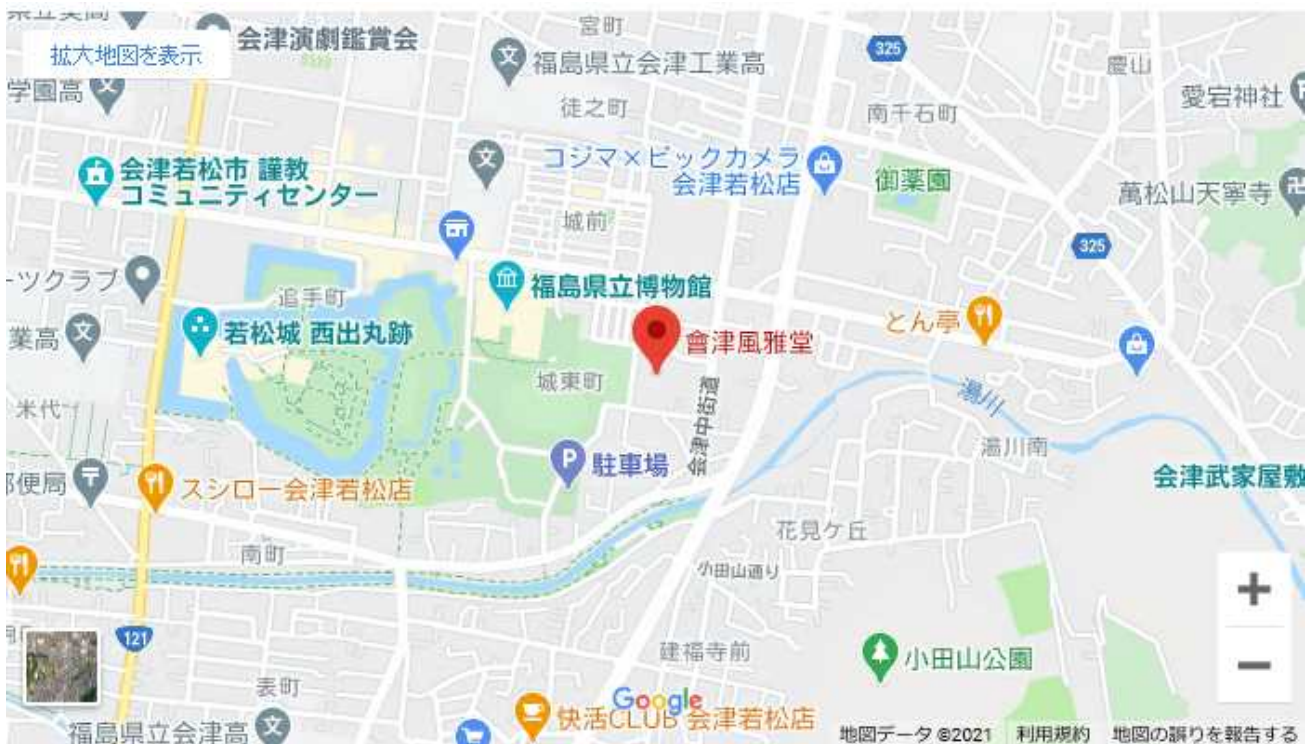 会津演劇鑑賞会
宮町
325
拡大地図を表示
福島県立会津工業高
慶山
学園高
徒之町
南千石町
愛宕神社
コジマ×ビックカメラ
会津若松店
会津若松市 謹教
コミュニティセンター
御薬園
萬松山天寧寺
城前
325
ーツクラブ
追手町
福島県立博物館
若松城 西出丸跡
會津風雅堂
とん亭
業高
城東町
米代
会津中街道
湯川
湯川南
駐車場
便局
スシロー会津若松店
会津武家屋敷
花見ケ丘
南町
小田山通り
121
建福寺前
小田山公園
表町
Google
快活CLUB 会津若松店
福島県立会津高
地図データ ©2021 利用規約 地図の誤りを報告する